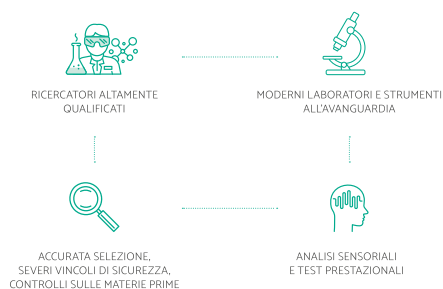 RICERCATORI ALTAMENTE
QUALIFICATI
MODERNI LABORATORI E STRUMENTI
ALL'AVANGUARDIA
ACCURATA SELEZIONE,
SEVERI VINCOLI DI SICUREZZA,
CONTROLLI SULLE MATERIE PRIME
ANALISI SENSORIALI
E TEST PRESTAZIONALI